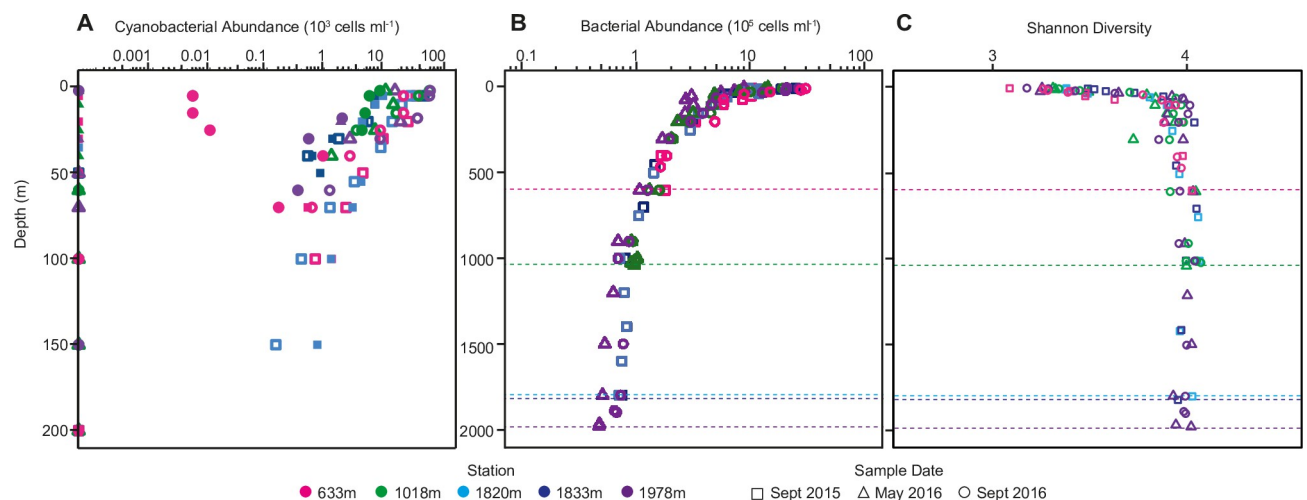 A Cyanobacterial Abundance (10³ cells ml⁻¹)
0.001 0.01 0.1 1 10 100
Depth (m)
0
50
100
150
200
B Bacterial Abundance (10⁵ cells ml⁻¹)
0.1 1 10 100
0
500
1000
1500
2000
C Shannon Diversity
3 4
Station
633m 1018m 1820m 1833m 1978m
Sample Date
Sept 2015 May 2016 Sept 2016